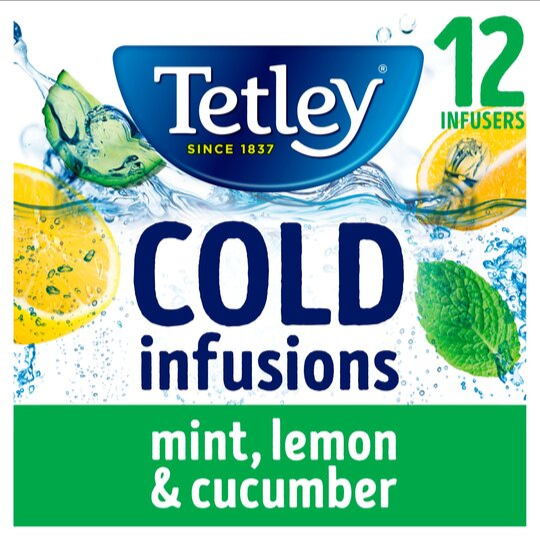 Tetley®
SINCE 1837
12
INFUSERS
COLD
infusions
mint, lemon
& cucumber